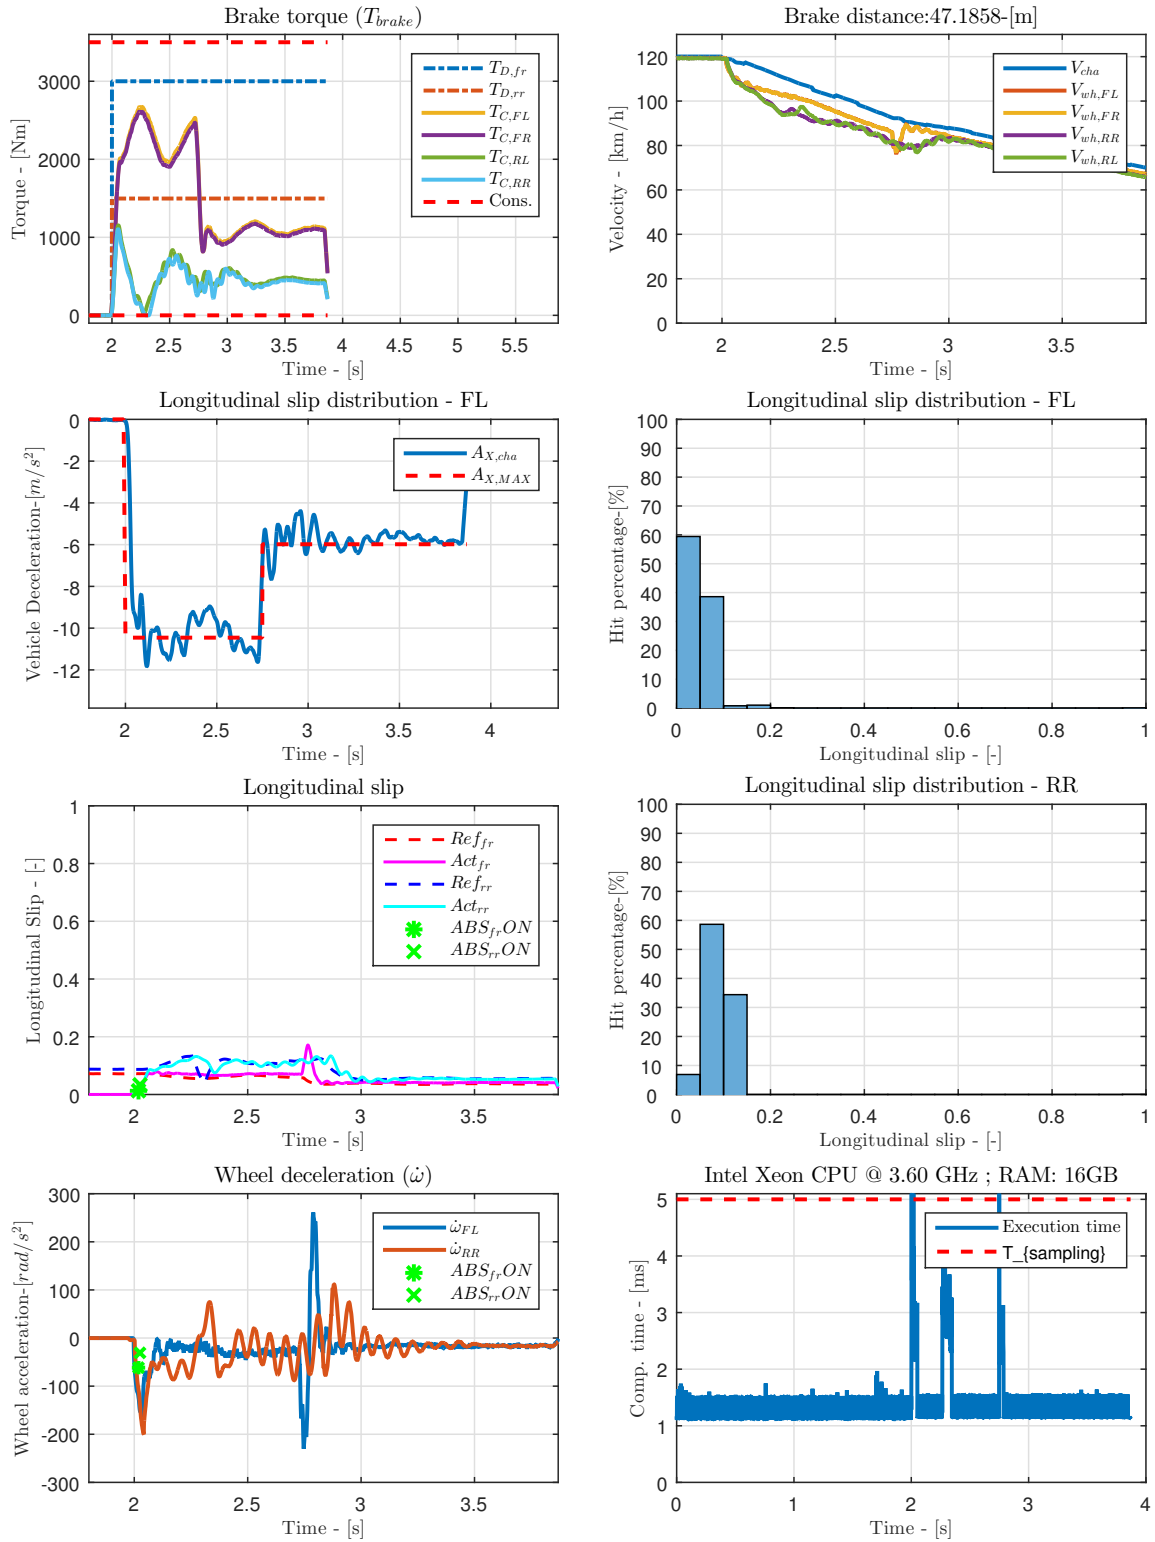 Brake torque (T_brake)
3000
2000
1000
0
Torque - [Nm]
T_D,fr
T_D,rr
T_C,FL
T_C,FR
T_C,RL
T_C,RR
Cons.
2 2.5 3 3.5 4 4.5 5 5.5
Time - [s]
Brake distance:47.1858-[m]
120
100
80
60
40
20
0
Velocity - [km/h]
V_cha
V_wh,FL
V_wh,FR
V_wh,RR
V_wh,RL
2 2.5 3 3.5
Time - [s]
Longitudinal slip distribution - FL
0
-2
-4
-6
-8
-10
-12
Vehicle Deceleration-[m/s²]
A_X,cha
A_X,MAX
2 2.5 3 3.5 4
Time - [s]
Longitudinal slip distribution - FL
100
90
80
70
60
50
40
30
20
10
0
Hit percentage-[%]
0 0.2 0.4 0.6 0.8 1
Longitudinal slip - [-]
Longitudinal slip
1
0.8
0.6
0.4
0.2
0
Longitudinal Slip - [-]
Ref_fr
Act_fr
Ref_rr
Act_rr
ABS_fr ON
ABS_rr ON
2 2.5 3 3.5
Time - [s]
Longitudinal slip distribution - RR
100
90
80
70
60
50
40
30
20
10
0
Hit percentage-[%]
0 0.2 0.4 0.6 0.8 1
Longitudinal slip - [-]
Wheel deceleration (ω̇)
300
200
100
0
-100
-200
-300
Wheel acceleration-[rad/s²]
ω̇_FL
ω̇_RR
ABS_fr ON
ABS_rr ON
2 2.5 3 3.5
Time - [s]
Intel Xeon CPU @ 3.60 GHz ; RAM: 16GB
5
4
3
2
1
0
Comp. time - [ms]
Execution time
T_{sampling}
0 1 2 3 4
Time - [s]